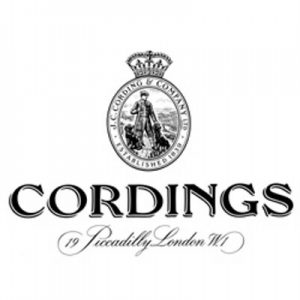 J.C. CORDING & COMPANY LTD
ESTABLISHED 1839
CORDINGS
19 Piccadilly London W1